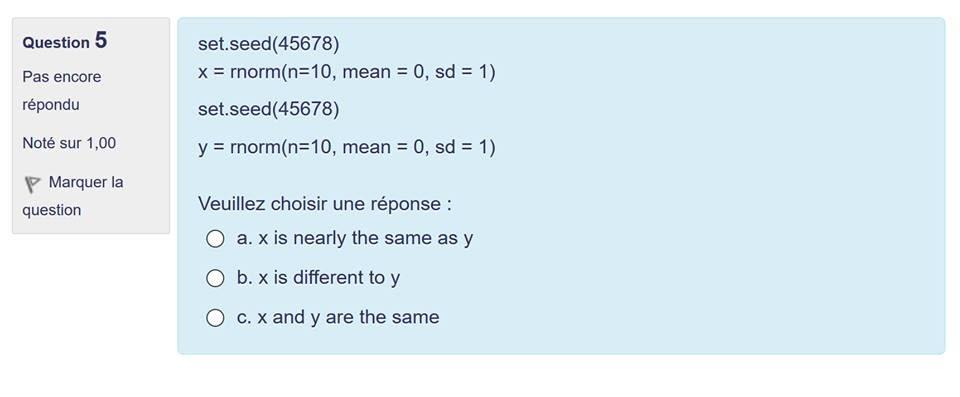 Question 5
Pas encore
répondu
Noté sur 1,00
Marquer la
question
set.seed(45678)
x = rnorm(n=10, mean = 0, sd = 1)
set.seed(45678)
y = rnorm(n=10, mean = 0, sd = 1)
Veuillez choisir une réponse :
a. x is nearly the same as y
b. x is different to y
c. x and y are the same